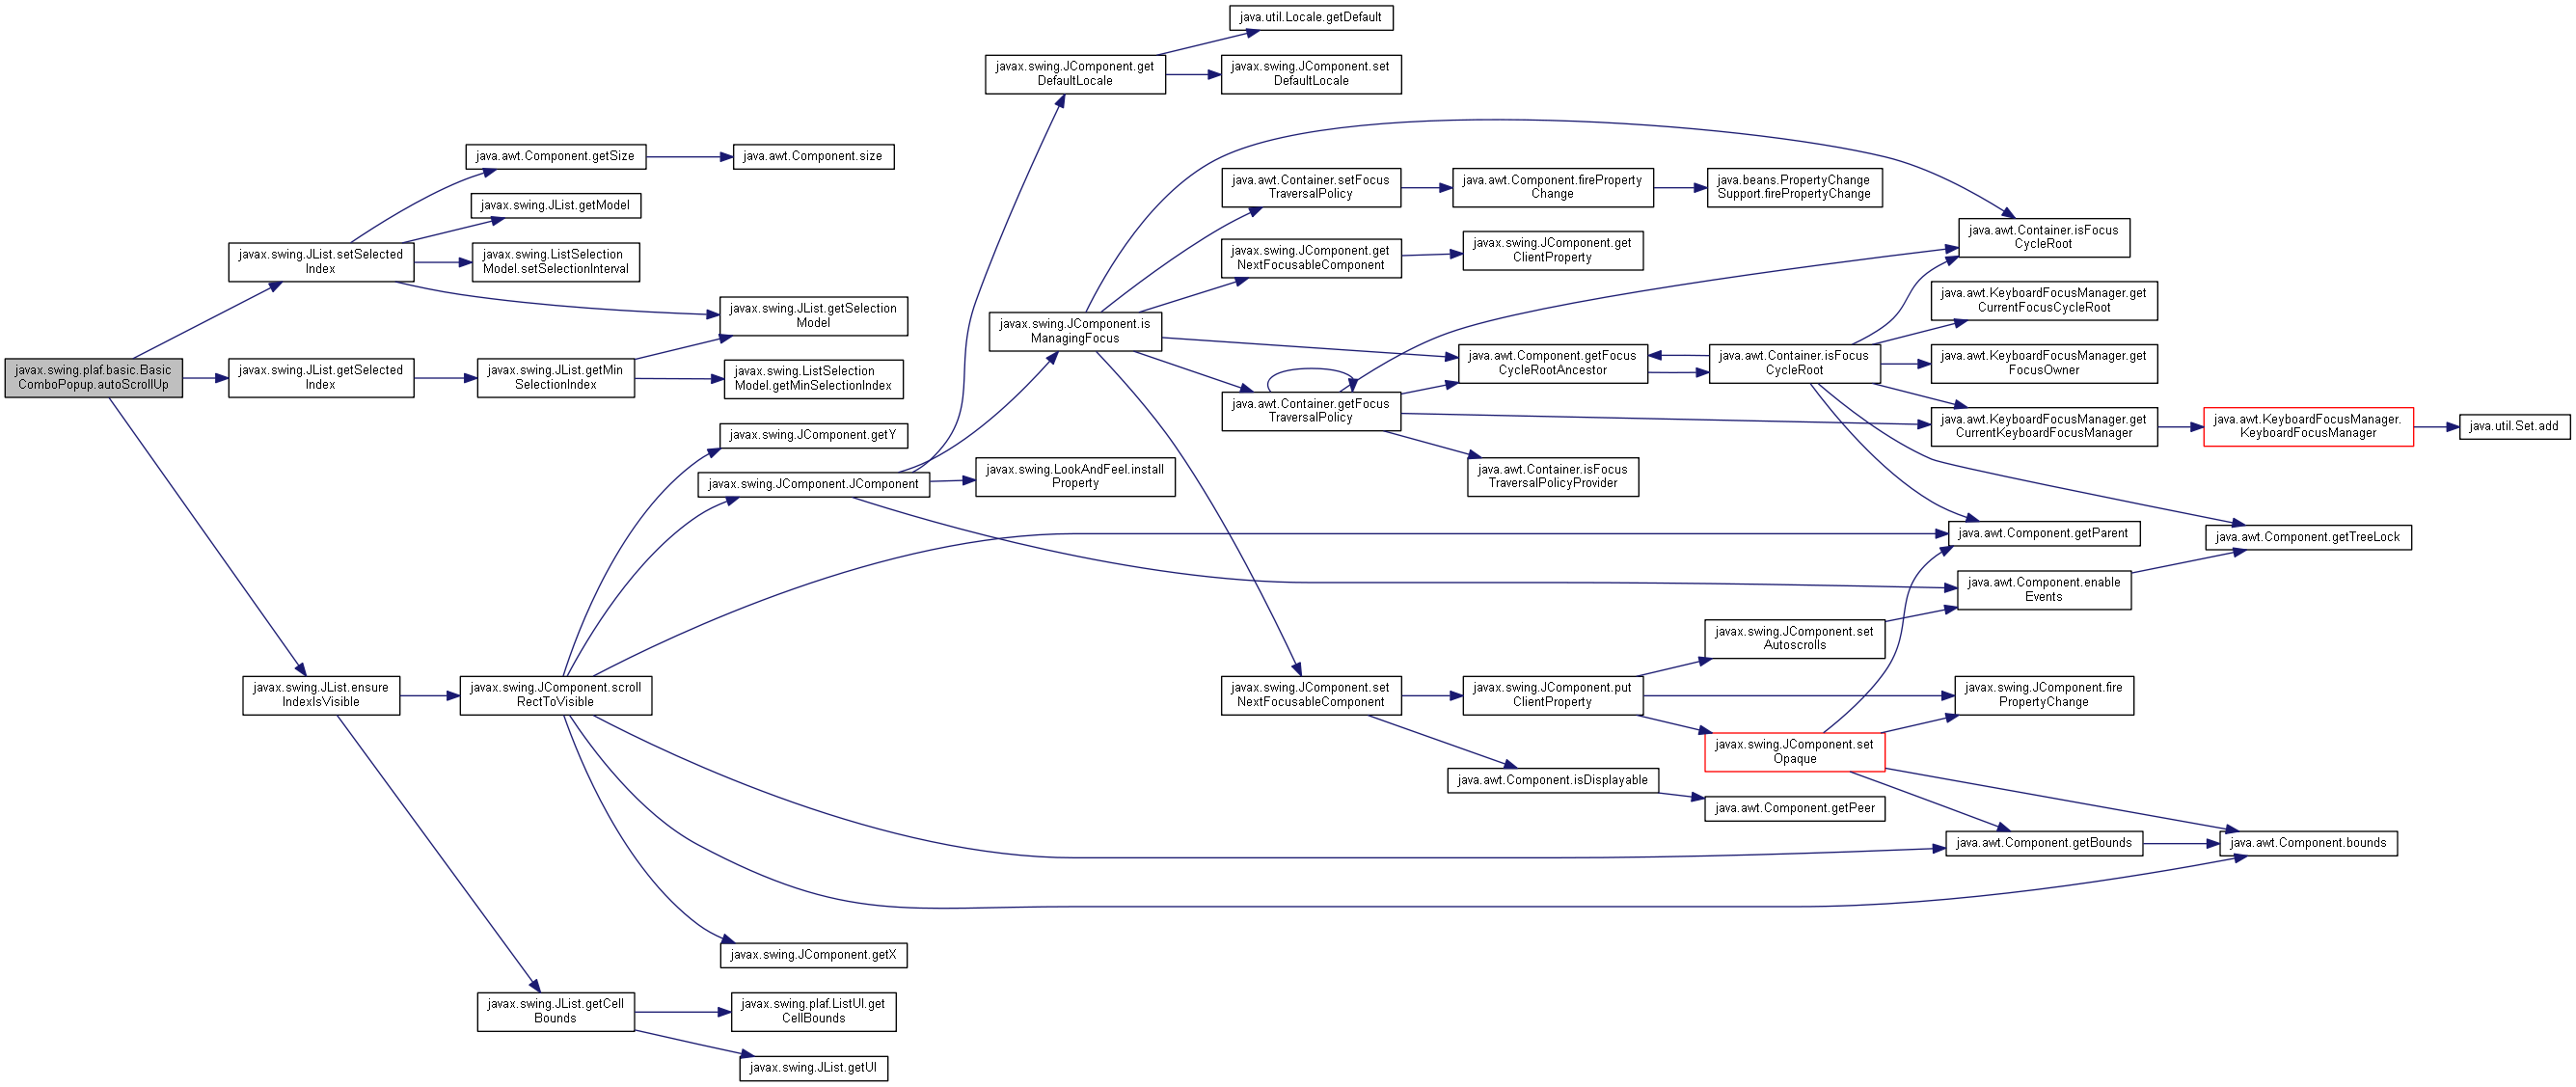 java.util.Locale.getDefault
javax.swing.JComponent.get
DefaultLocale
javax.swing.JComponent.set
DefaultLocale
java.awt.Component.getSize
java.awt.Component.size
javax.swing.JList.getModel
javax.swing.JList.setSelected
Index
javax.swing.ListSelection
Model.setSelectionInterval
javax.swing.JList.getSelection
Model
javax.swing.plaf.basic.Basic
ComboPopup.autoScrollUp
javax.swing.JList.getSelected
Index
javax.swing.JList.getMin
SelectionIndex
javax.swing.ListSelection
Model.getMinSelectionIndex
javax.swing.JComponent.getY
javax.swing.JComponent.JComponent
javax.swing.LookAndFeel.install
Property
javax.swing.JComponent.is
ManagingFocus
java.awt.Container.setFocus
TraversalPolicy
java.awt.Component.fireProperty
Change
java.beans.PropertyChange
Support.firePropertyChange
javax.swing.JComponent.get
NextFocusableComponent
javax.swing.JComponent.get
ClientProperty
java.awt.Container.isFocus
CycleRoot
java.awt.KeyboardFocusManager.get
CurrentFocusCycleRoot
java.awt.Component.getFocus
CycleRootAncestor
java.awt.Container.isFocus
CycleRoot
java.awt.KeyboardFocusManager.get
FocusOwner
java.awt.Container.getFocus
TraversalPolicy
java.awt.KeyboardFocusManager.get
CurrentKeyboardFocusManager
java.awt.KeyboardFocusManager.
KeyboardFocusManager
java.util.Set.add
java.awt.Container.isFocus
TraversalPolicyProvider
java.awt.Component.getParent
java.awt.Component.getTreeLock
java.awt.Component.enable
Events
javax.swing.JComponent.set
Autoscrolls
javax.swing.JList.ensure
IndexIsVisible
javax.swing.JComponent.scroll
RectToVisible
javax.swing.JComponent.set
NextFocusableComponent
javax.swing.JComponent.put
ClientProperty
javax.swing.JComponent.fire
PropertyChange
javax.swing.JComponent.set
Opaque
java.awt.Component.isDisplayable
java.awt.Component.getPeer
java.awt.Component.getBounds
java.awt.Component.bounds
javax.swing.JComponent.getX
javax.swing.JList.getCell
Bounds
javax.swing.plaf.ListUI.get
CellBounds
javax.swing.JList.getUI